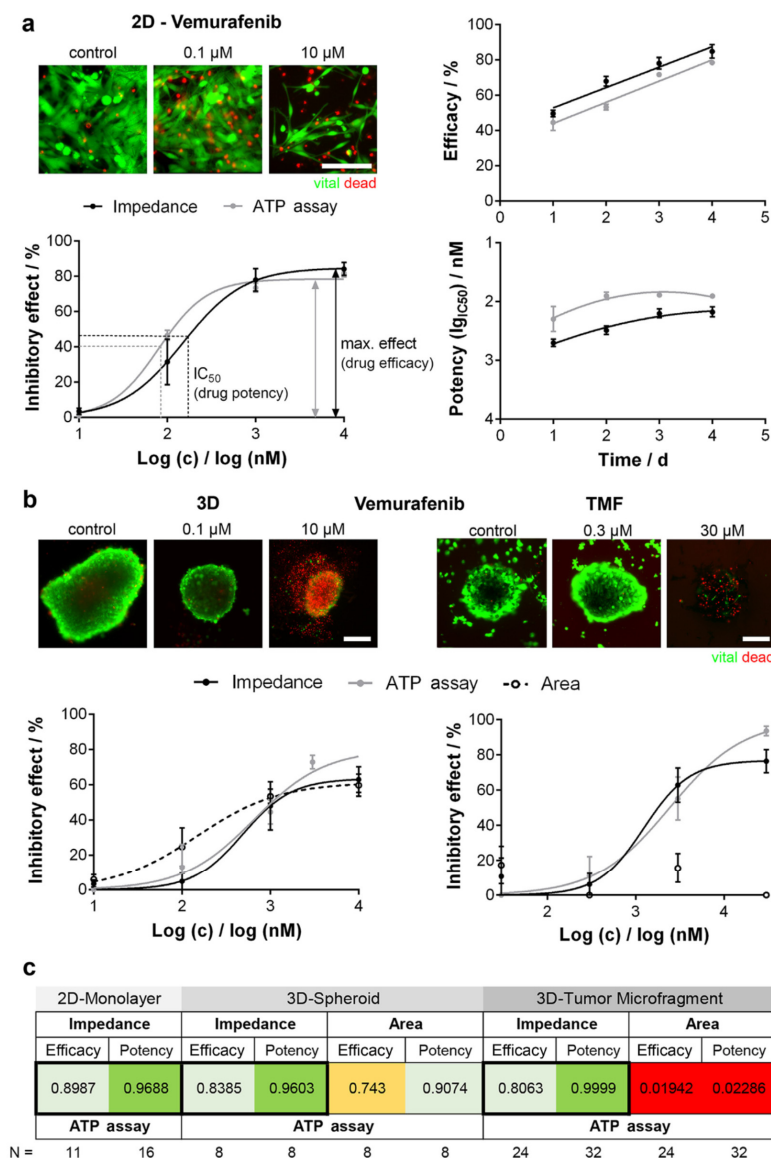 a
2D - Vemurafenib
control 0.1 µM 10 µM
vital dead
Impedance ATP assay
Inhibitory effect / %
100
80
60
40
20
0
1 2 3 4
Log (c) / log (nM)
IC50
(drug potency)
max. effect
(drug efficacy)
Efficacy / %
100
80
60
40
20
0
0 1 2 3 4 5
Potency (lgIC50) / nM
1
2
3
4
0 1 2 3 4 5
Time / d
b
3D Vemurafenib TMF
control 0.1 µM 10 µM
control 0.3 µM 30 µM
vital dead
Impedance ATP assay Area
Inhibitory effect / %
100
80
60
40
20
0
1 2 3 4
Log (c) / log (nM)
Inhibitory effect / %
100
80
60
40
20
0
2 3 4
Log (c) / log (nM)
c
2D-Monolayer 3D-Spheroid 3D-Tumor Microfragment
Impedance Impedance Area Impedance Area
Efficacy Potency Efficacy Potency Efficacy Potency Efficacy Potency Efficacy Potency
0.8987 0.9688 0.8385 0.9603 0.743 0.9074 0.8063 0.9999 0.01942 0.02286
ATP assay ATP assay ATP assay
N = 11 16 8 8 8 8 24 32 24 32